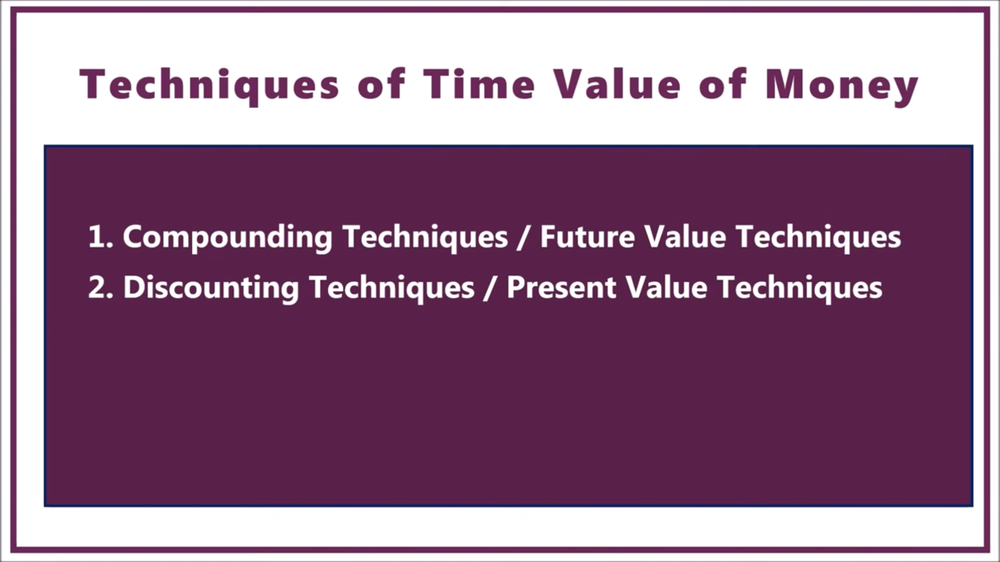 Techniques of Time Value of Money
1. Compounding Techniques / Future Value Techniques
2. Discounting Techniques / Present Value Techniques